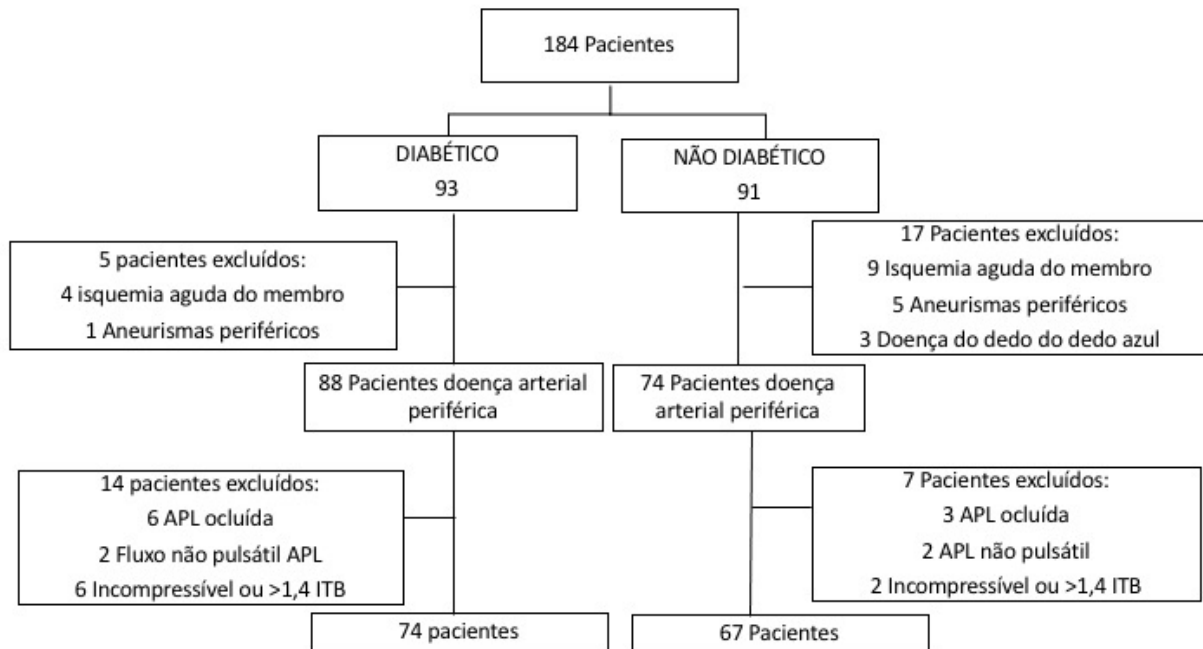 184 Pacientes
DIABÉTICO
93
NÃO DIABÉTICO
91
5 pacientes excluídos:
4 isquemia aguda do membro
1 Aneurismas periféricos
17 Pacientes excluídos:
9 Isquemia aguda do membro
5 Aneurismas periféricos
3 Doença do dedo do dedo azul
88 Pacientes doença arterial
periférica
74 Pacientes doença
arterial periférica
14 pacientes excluídos:
6 APL ocluída
2 Fluxo não pulsátil APL
6 Incompressível ou >1,4 ITB
7 Pacientes excluídos:
3 APL ocluída
2 APL não pulsátil
2 Incompressível ou >1,4 ITB
74 pacientes
67 Pacientes